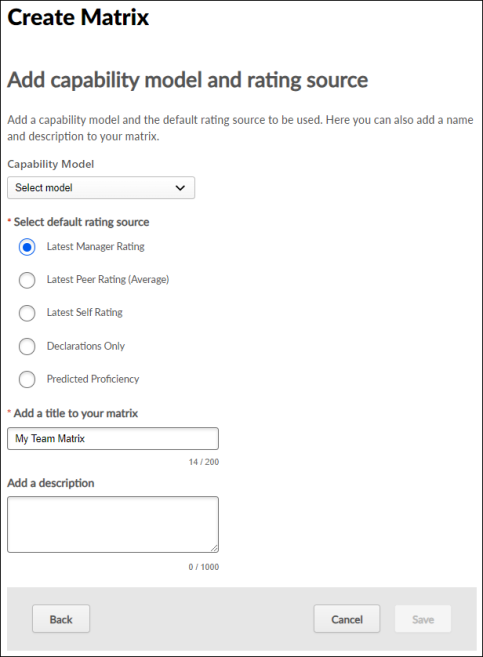 Create Matrix
Add capability model and rating source
Add a capability model and the default rating source to be used. Here you can also add a name
and description to your matrix.
Capability Model
Select model
* Select default rating source
Latest Manager Rating
Latest Peer Rating (Average)
Latest Self Rating
Declarations Only
Predicted Proficiency
* Add a title to your matrix
My Team Matrix
14 / 200
Add a description
0 / 1000
Back Cancel Save